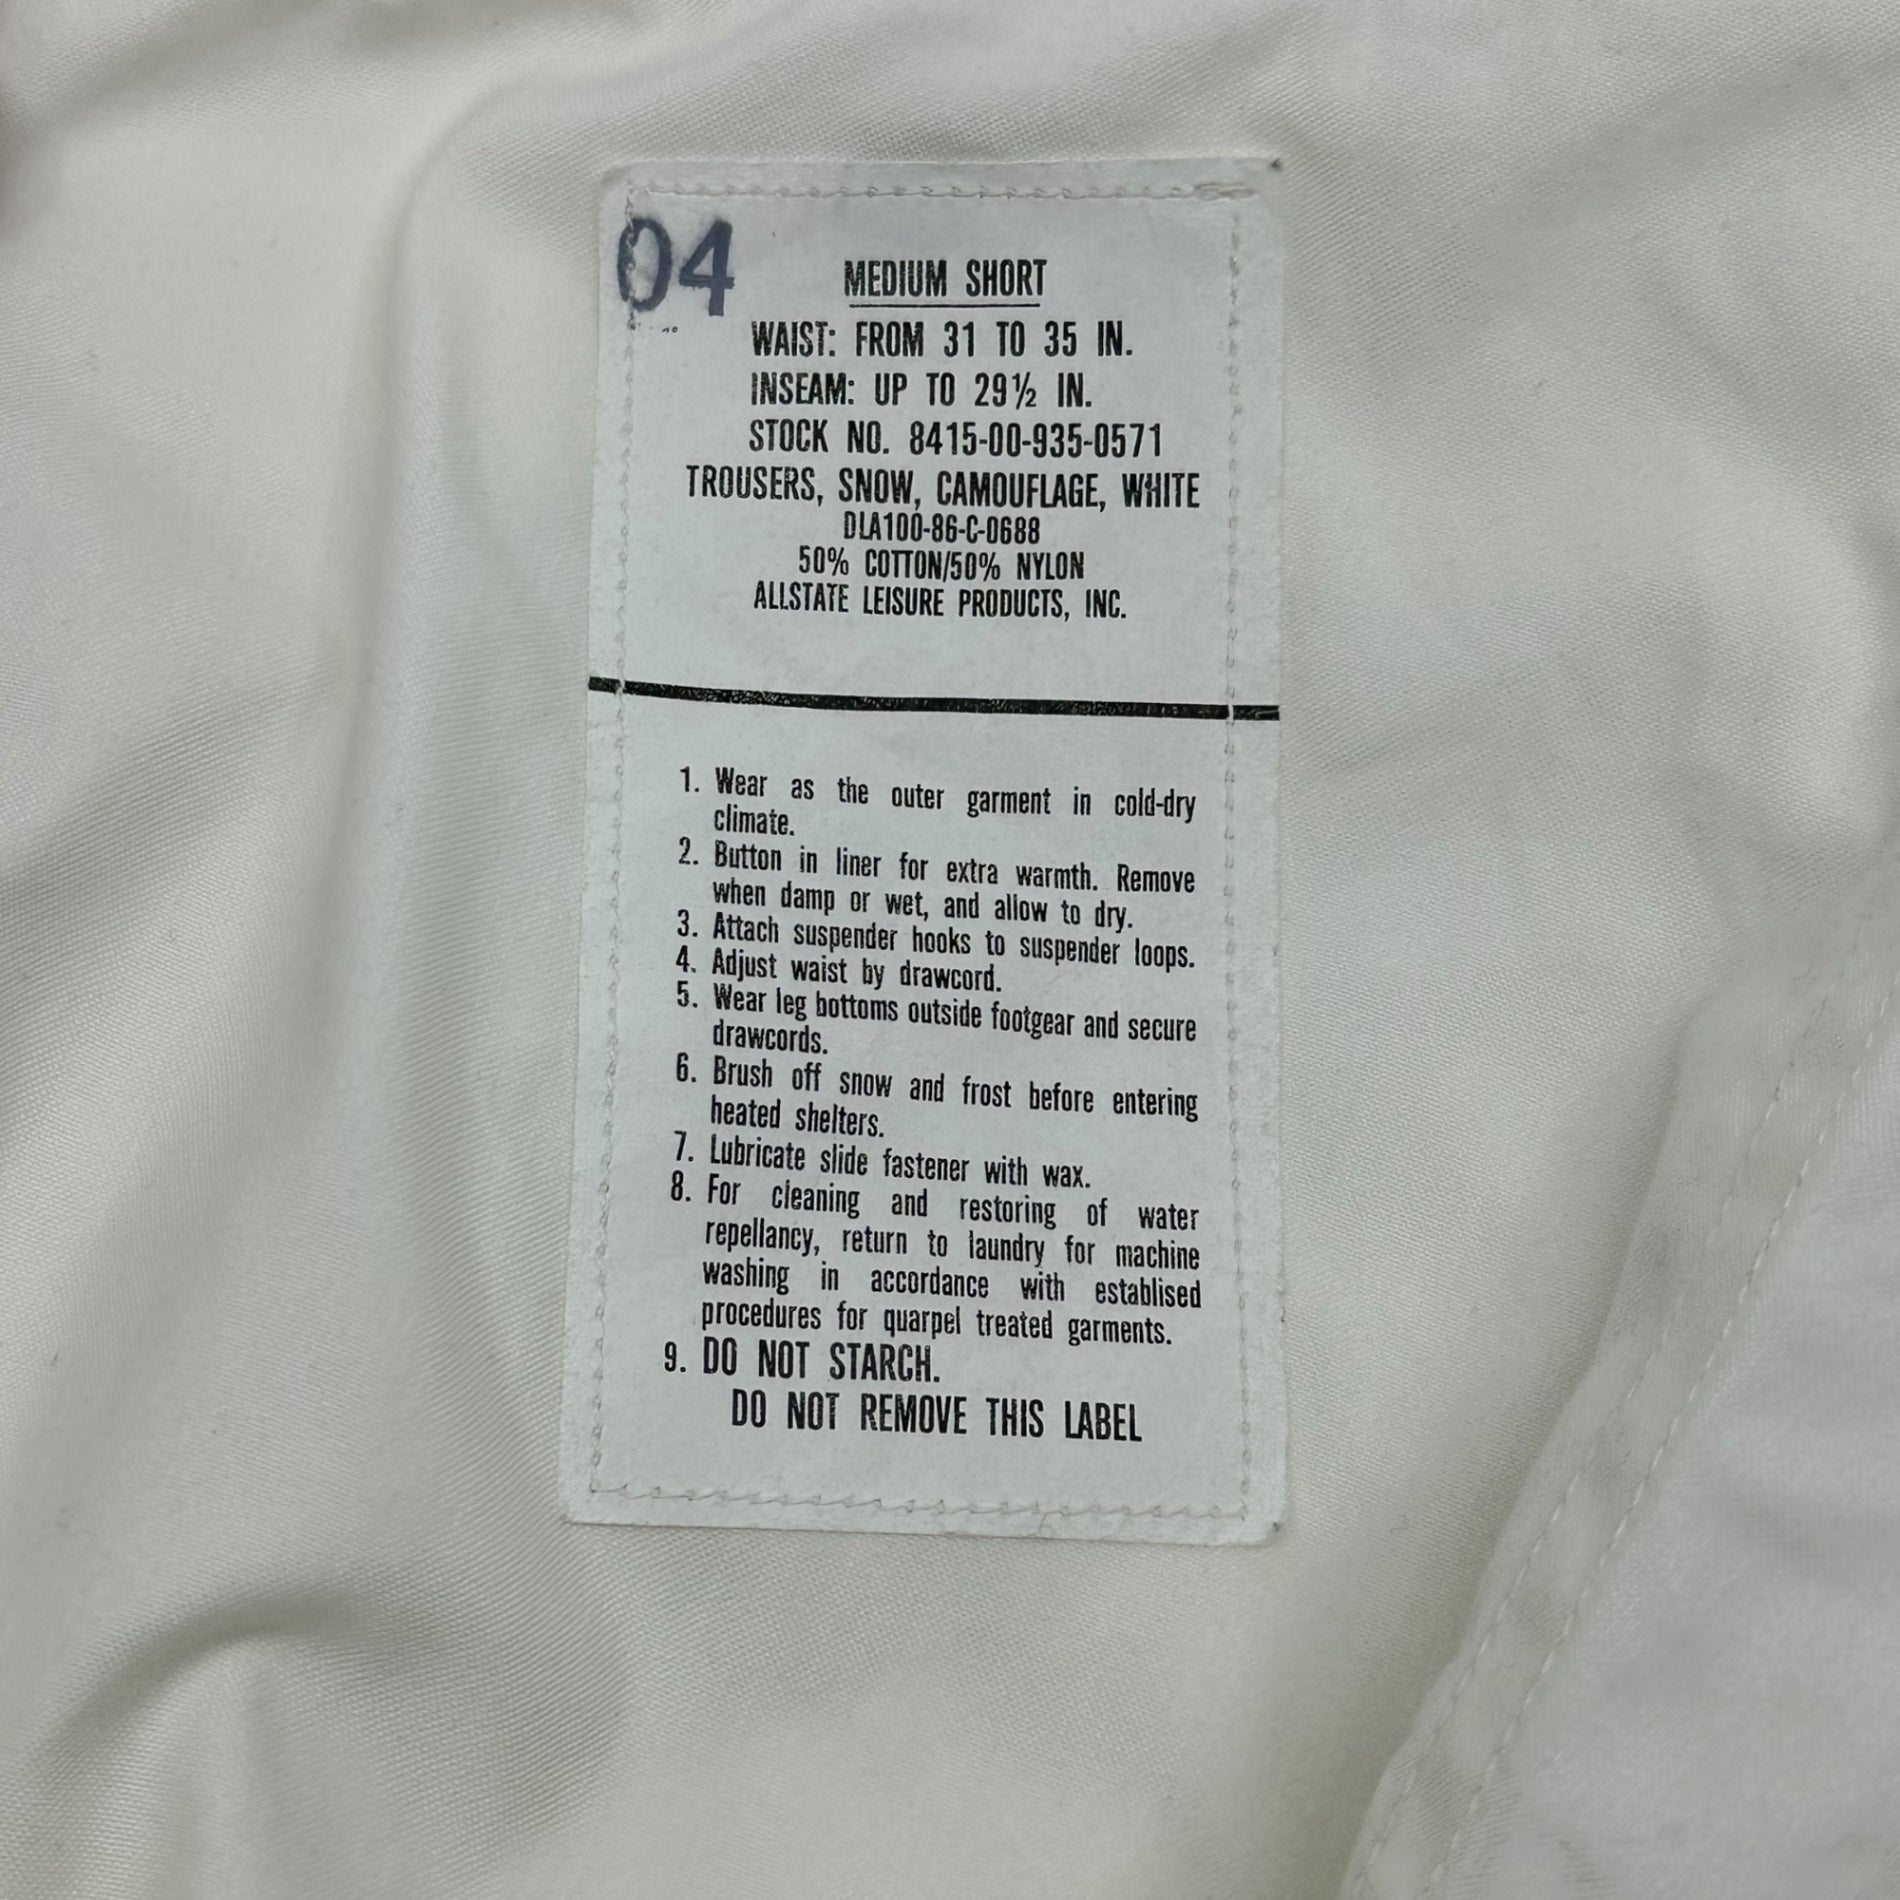 04
MEDIUM SHORT
WAIST: FROM 31 TO 35 IN.
INSEAM: UP TO 29½ IN.
STOCK NO. 8415-00-935-0571
TROUSERS, SNOW, CAMOUFLAGE, WHITE
DLA100-86-C-0688
50% COTTON/50% NYLON
ALLSTATE LEISURE PRODUCTS, INC.
1. Wear as the outer garment in cold-dry
climate.
2. Button in liner for extra warmth. Remove
when damp or wet, and allow to dry.
3. Attach suspender hooks to suspender loops.
4. Adjust waist by drawcord.
5. Wear leg bottoms outside footgear and secure
drawcords.
6. Brush off snow and frost before entering
heated shelters.
7. Lubricate slide fastener with wax.
8. For cleaning and restoring of water
repellancy, return to laundry for machine
washing in accordance with establised
procedures for quarpel treated garments.
9. DO NOT STARCH.
DO NOT REMOVE THIS LABEL